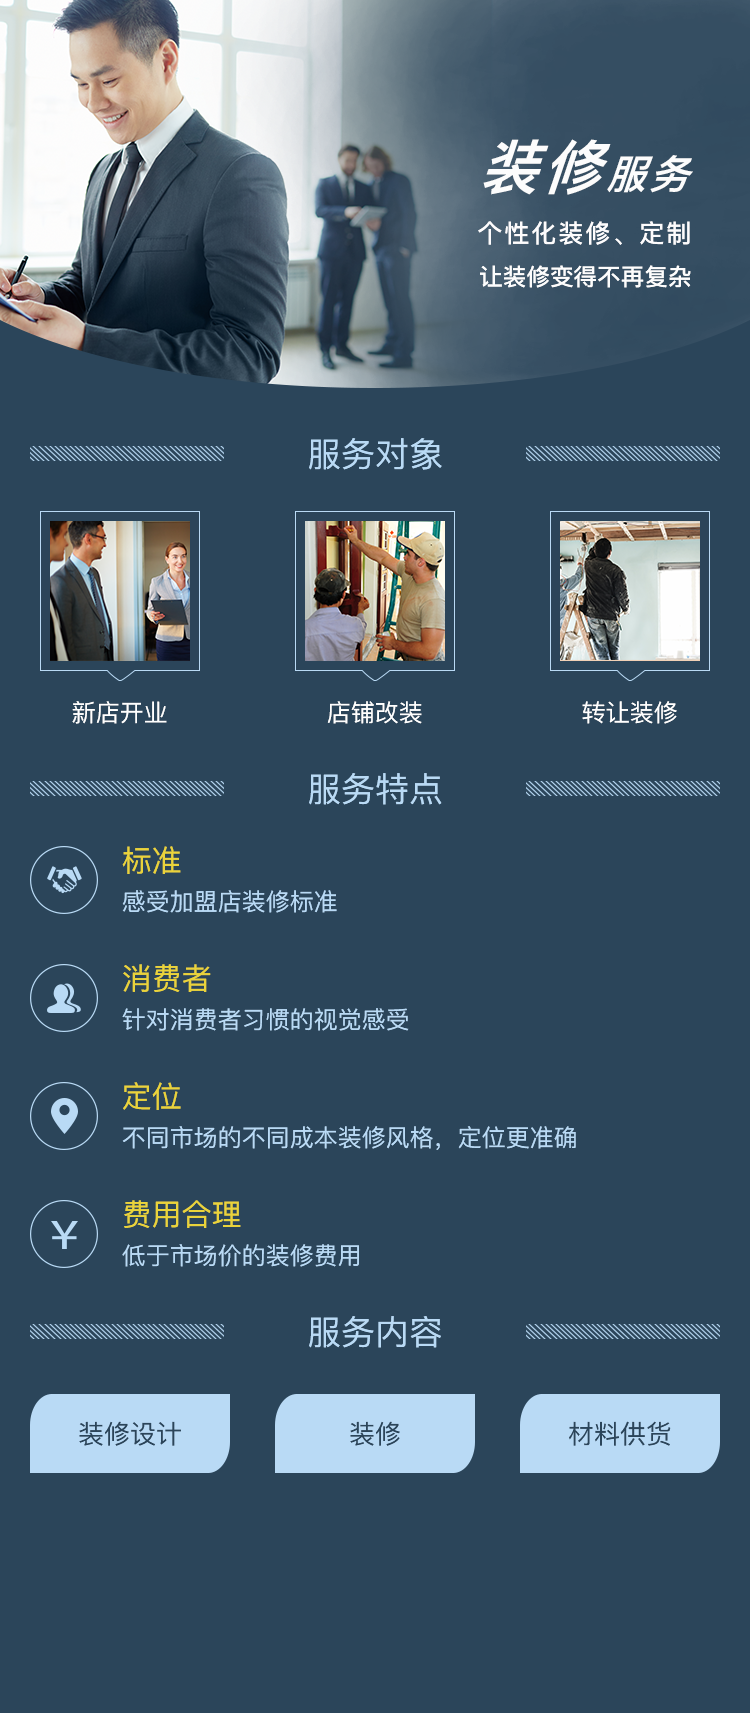 装修服务
个性化装修、定制
让装修变得不再复杂
服务对象
新店开业
店铺改装
转让装修
服务特点
标准
感受加盟店装修标准
消费者
针对消费者习惯的视觉感受
定位
不同市场的不同成本装修风格，定位更准确
费用合理
低于市场价的装修费用
服务内容
装修设计
装修
材料供货